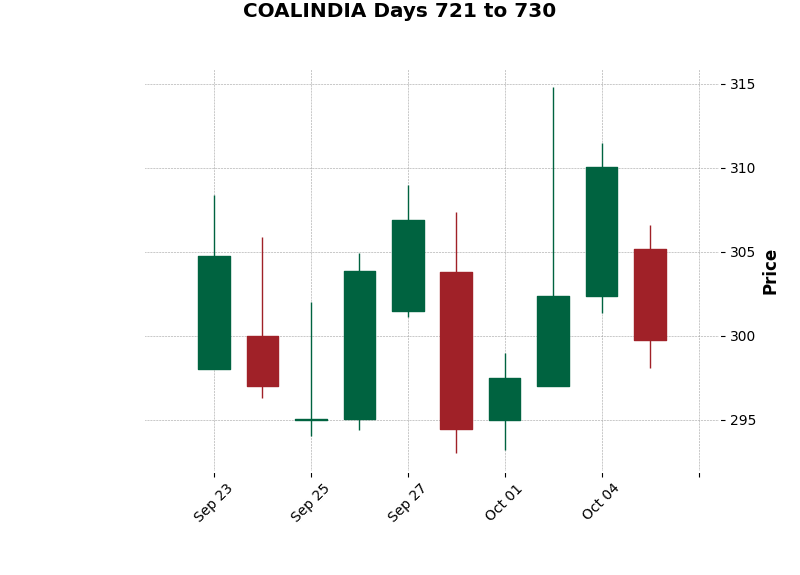 COALINDIA Days 721 to 730
315
310
305
300
295
Price
Sep 23
Sep 25
Sep 27
Oct 01
Oct 04